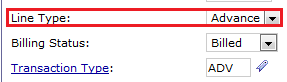 Line Type: Advance
Billing Status: Billed
Transaction Type: ADV